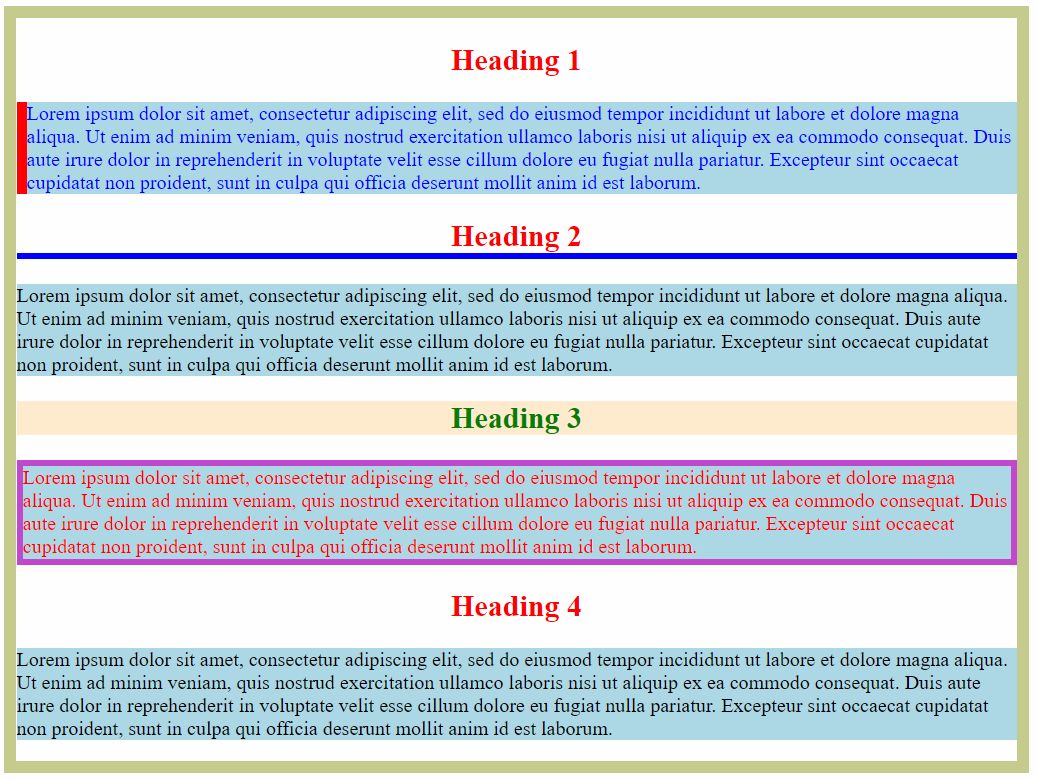 Heading 1
Lorem ipsum dolor sit amet, consectetur adipiscing elit, sed do eiusmod tempor incididunt ut labore et dolore magna
aliqua. Ut enim ad minim veniam, quis nostrud exercitation ullamco laboris nisi ut aliquip ex ea commodo consequat. Duis
aute irure dolor in reprehenderit in voluptate velit esse cillum dolore eu fugiat nulla pariatur. Excepteur sint occaecat
cupidatat non proident, sunt in culpa qui officia deserunt mollit anim id est laborum.
Heading 2
Lorem ipsum dolor sit amet, consectetur adipiscing elit, sed do eiusmod tempor incididunt ut labore et dolore magna aliqua.
Ut enim ad minim veniam, quis nostrud exercitation ullamco laboris nisi ut aliquip ex ea commodo consequat. Duis aute
irure dolor in reprehenderit in voluptate velit esse cillum dolore eu fugiat nulla pariatur. Excepteur sint occaecat cupidatat
non proident, sunt in culpa qui officia deserunt mollit anim id est laborum.
Heading 3
Lorem ipsum dolor sit amet, consectetur adipiscing elit, sed do eiusmod tempor incididunt ut labore et dolore magna
aliqua. Ut enim ad minim veniam, quis nostrud exercitation ullamco laboris nisi ut aliquip ex ea commodo consequat. Duis
aute irure dolor in reprehenderit in voluptate velit esse cillum dolore eu fugiat nulla pariatur. Excepteur sint occaecat
cupidatat non proident, sunt in culpa qui officia deserunt mollit anim id est laborum.
Heading 4
Lorem ipsum dolor sit amet, consectetur adipiscing elit, sed do eiusmod tempor incididunt ut labore et dolore magna aliqua.
Ut enim ad minim veniam, quis nostrud exercitation ullamco laboris nisi ut aliquip ex ea commodo consequat. Duis aute
irure dolor in reprehenderit in voluptate velit esse cillum dolore eu fugiat nulla pariatur. Excepteur sint occaecat cupidatat
non proident, sunt in culpa qui officia deserunt mollit anim id est laborum.